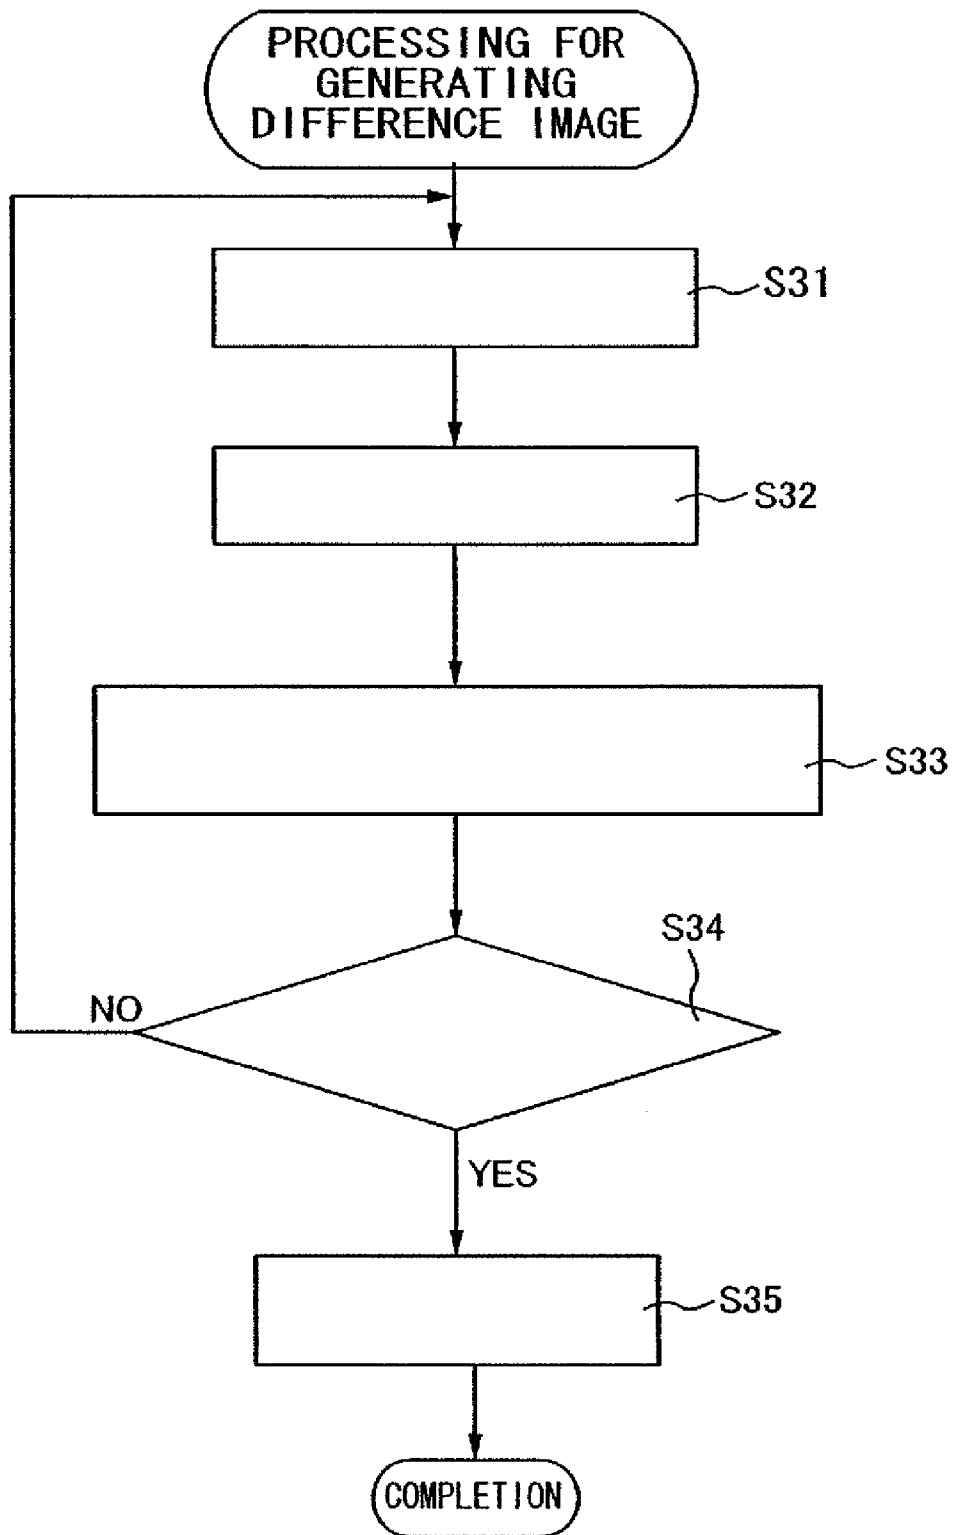 PROCESSING FOR
GENERATING
DIFFERENCE IMAGE
S31
S32
S33
S34
NO
YES
S35
COMPLETION